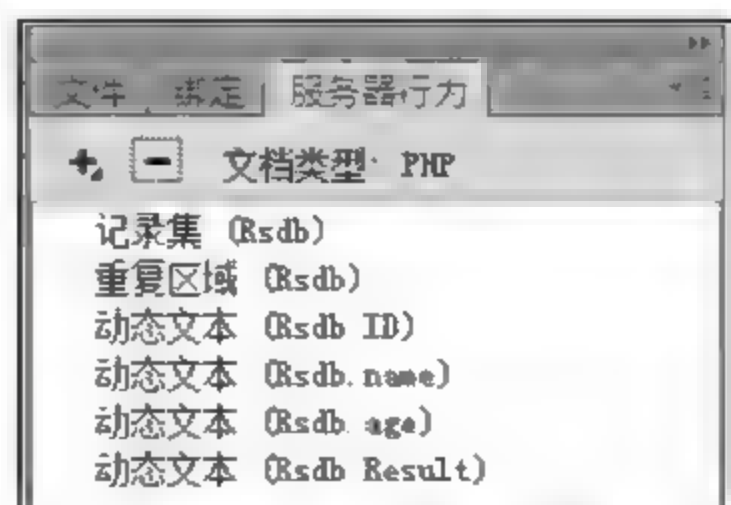 文件 绑定 服务器行为
文档类型: PHP
记录集 (Rsdb)
重复区域 (Rsdb)
动态文本 (Rsdb.ID)
动态文本 (Rsdb.name)
动态文本 (Rsdb.age)
动态文本 (Rsdb.Result)